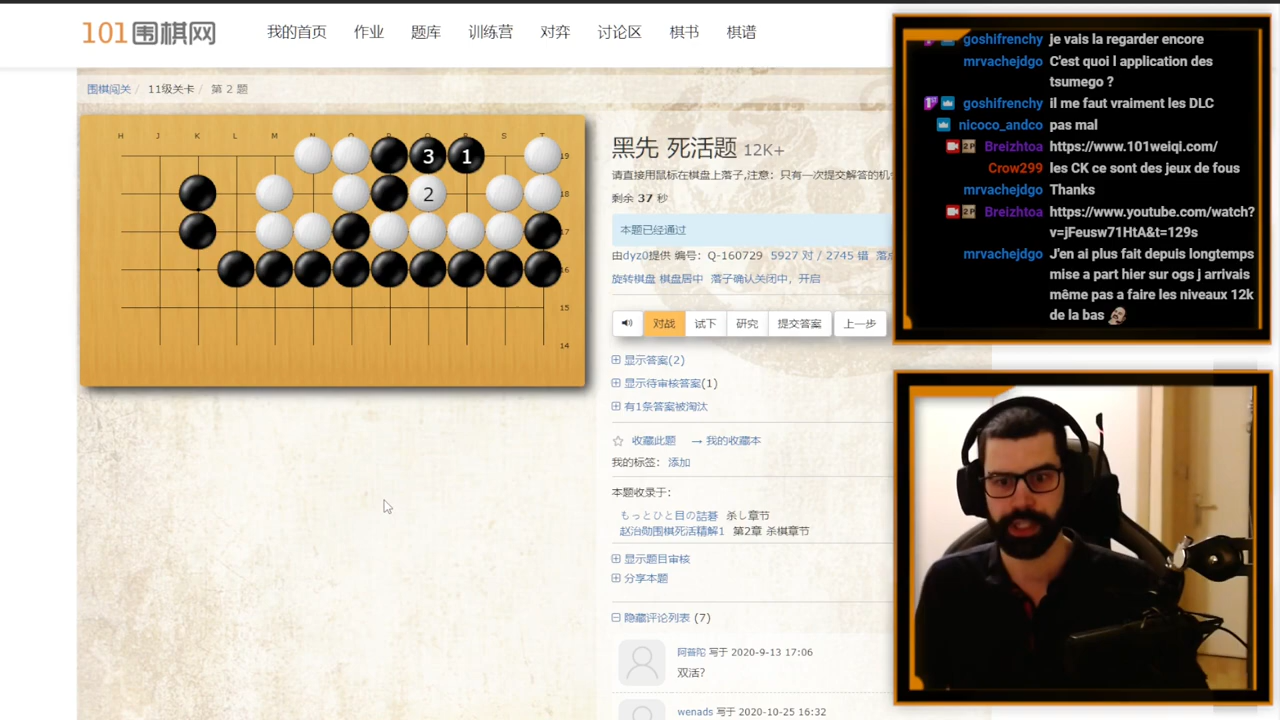 101围棋网
我的首页 作业 题库 训练营 对弈 讨论区 棋书 棋谱
围棋闯关 / 11级关卡 / 第 2 题
H J K L M N O P Q R S T
19
18
17
16
15
14
3 1
2
黑先 死活题 12K+
请直接用鼠标在棋盘上落子,注意：只有一次提交解答的机
剩余 37 秒
本题已经通过
由dyz0提供 编号：Q-160729 5927 对 / 2745 错 落
旋转棋盘 棋盘居中 落子确认关闭中，开启
对战 试下 研究 提交答案 上一步
显示答案(2)
显示待审核答案(1)
有1条答案被淘汰
收藏此题 → 我的收藏本
我的标签： 添加
本题收录于：
もっとひと目の詰碁 杀し章节
赵治勋围棋死活精解1 第2章 杀棋章节
显示题目审核
分享本题
隐藏评论列表 (7)
阿普陀 写于 2020-9-13 17:06
双活?
wenads 写于 2020-10-25 16:32
goshifrenchy je vais la regarder encore
mrvachejdgo C'est quoi l application des
tsumego ?
goshifrenchy il me faut vraiment les DLC
nicoco_andco pas mal
Breizhtoa https://www.101weiqi.com/
Crow299 les CK ce sont des jeux de fous
mrvachejdgo Thanks
Breizhtoa https://www.youtube.com/watch?
v=jFeusw71HtA&t=129s
mrvachejdgo J'en ai plus fait depuis longtemps
mise a part hier sur ogs j arrivais
même pas a faire les niveaux 12k
de la bas